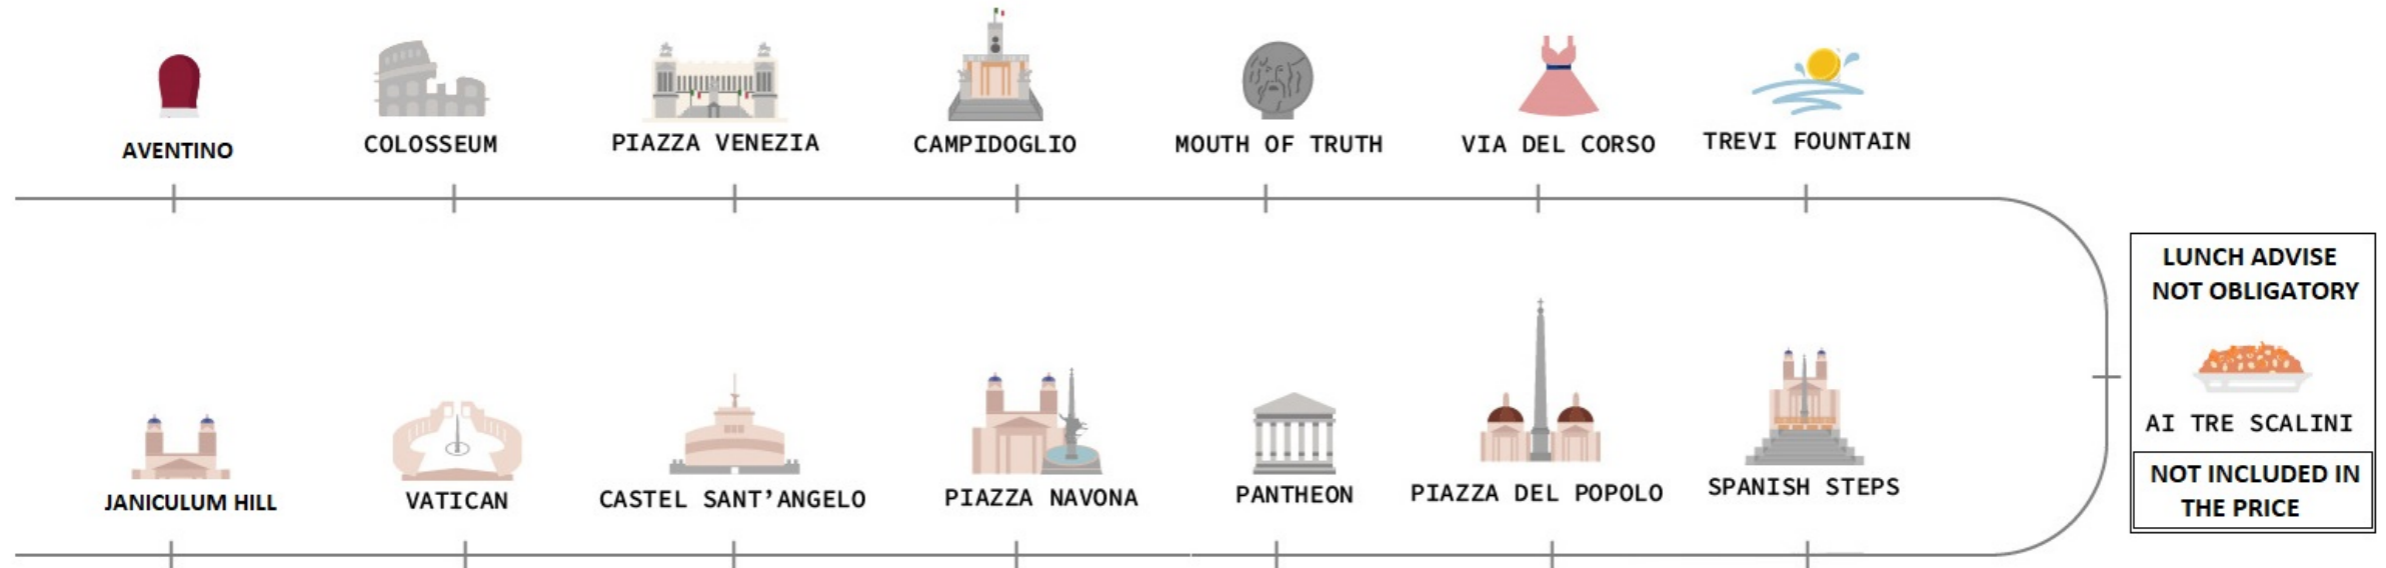 AVENTINO
COLOSSEUM
PIAZZA VENEZIA
CAMPIDOGLIO
MOUTH OF TRUTH
VIA DEL CORSO
TREVI FOUNTAIN
LUNCH ADVISE
NOT OBLIGATORY
AI TRE SCALINI
NOT INCLUDED IN
THE PRICE
JANICULUM HILL
VATICAN
CASTEL SANT'ANGELO
PIAZZA NAVONA
PANTHEON
PIAZZA DEL POPOLO
SPANISH STEPS